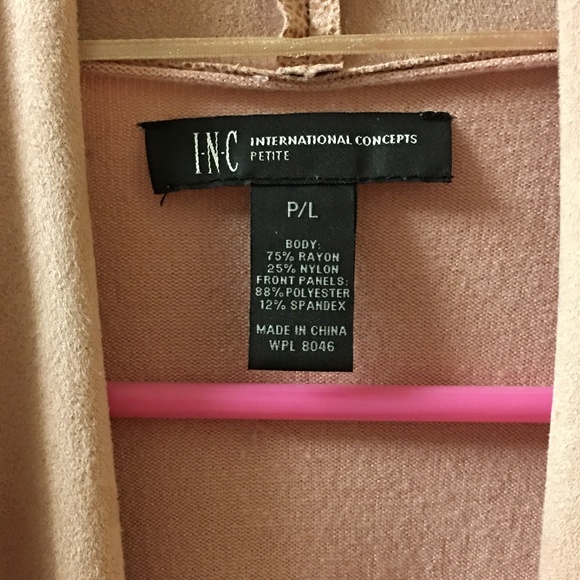 I·N·C INTERNATIONAL CONCEPTS
PETITE
P/L
BODY:
75% RAYON
25% NYLON
FRONT PANELS:
88% POLYESTER
12% SPANDEX
MADE IN CHINA
WPL 8046